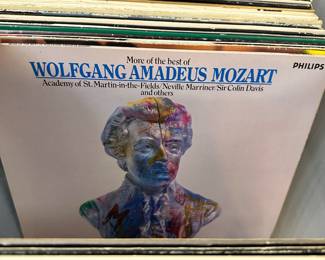 More of the best of
WOLFGANG AMADEUS MOZART
PHILIPS
Academy of St. Martin-in-the-Fields/Neville Marriner/Sir Colin Davis
and others